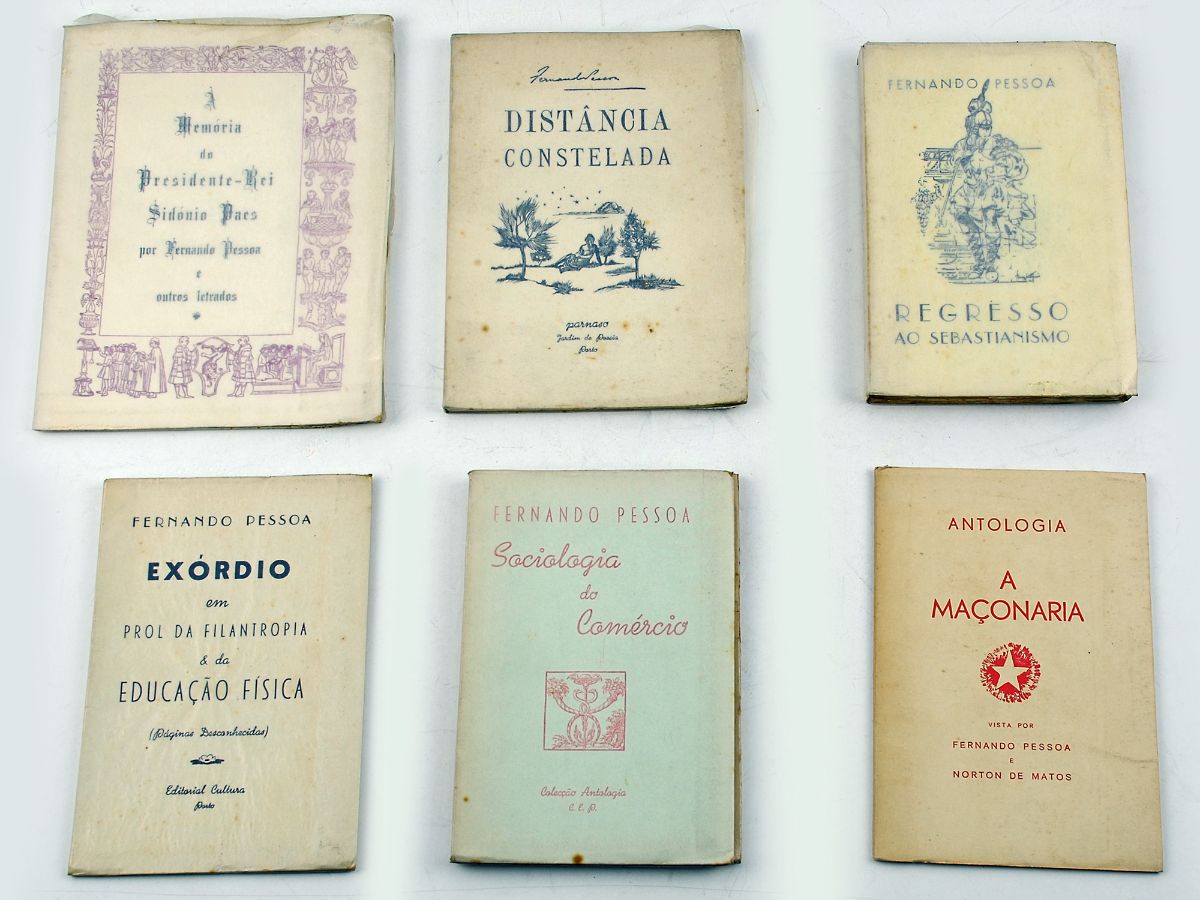 À
Memória
do
Presidente-Rei
Sidónio Paes
por Fernando Pessoa
e
outros letrados
Fernando Pessoa
DISTÂNCIA
CONSTELADA
parnaso
Jardim de Poesia
Porto
FERNANDO PESSOA
REGRESSO
AO SEBASTIANISMO
FERNANDO PESSOA
EXÓRDIO
em
PROL DA FILANTROPIA
& da
EDUCAÇÃO FÍSICA
(Páginas Desconhecidas)
Editorial Cultura
Porto
FERNANDO PESSOA
Sociologia
do
Comércio
Colecção Antologia
C. E. P.
ANTOLOGIA
A
MAÇONARIA
VISTA POR
FERNANDO PESSOA
E
NORTON DE MATOS